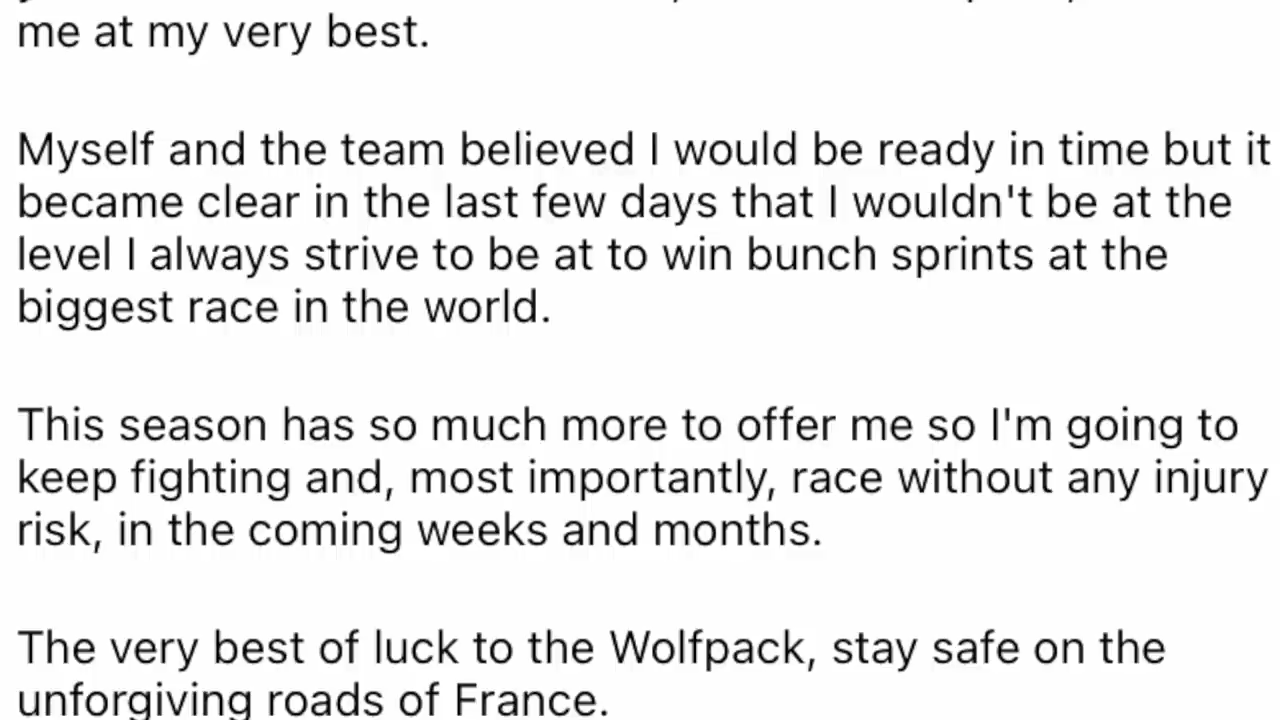 me at my very best.
Myself and the team believed I would be ready in time but it
became clear in the last few days that I wouldn't be at the
level I always strive to be at to win bunch sprints at the
biggest race in the world.
This season has so much more to offer me so I'm going to
keep fighting and, most importantly, race without any injury
risk, in the coming weeks and months.
The very best of luck to the Wolfpack, stay safe on the
unforgiving roads of France.